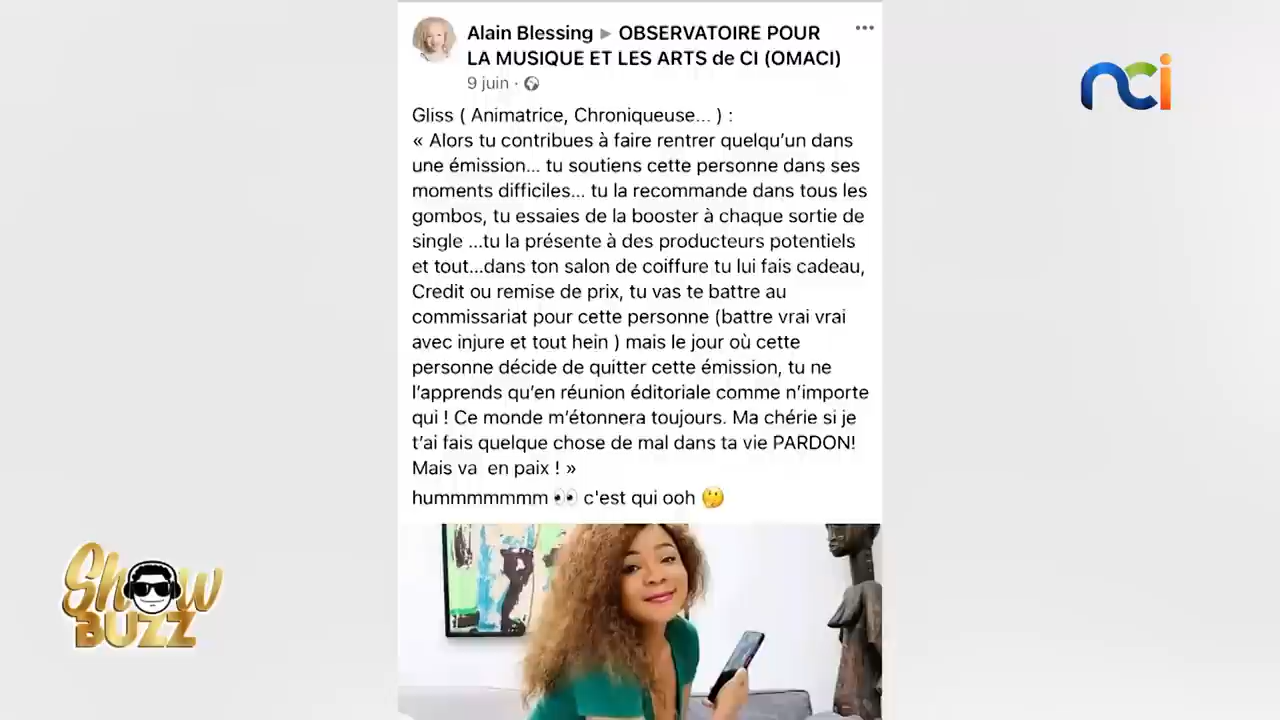 Alain Blessing ▸ OBSERVATOIRE POUR
LA MUSIQUE ET LES ARTS de CI (OMACI)
9 juin ·
nci
Gliss ( Animatrice, Chroniqueuse... ) :
« Alors tu contribues à faire rentrer quelqu'un dans
une émission... tu soutiens cette personne dans ses
moments difficiles... tu la recommande dans tous les
gombos, tu essaies de la booster à chaque sortie de
single ...tu la présente à des producteurs potentiels
et tout...dans ton salon de coiffure tu lui fais cadeau,
Credit ou remise de prix, tu vas te battre au
commissariat pour cette personne (battre vrai vrai
avec injure et tout hein ) mais le jour où cette
personne décide de quitter cette émission, tu ne
l'apprends qu'en réunion éditoriale comme n'importe
qui ! Ce monde m'étonnera toujours. Ma chérie si je
t'ai fais quelque chose de mal dans ta vie PARDON!
Mais va  en paix ! »
hummmmmmm 👀 c'est qui ooh 🤔
Show
BUZZ